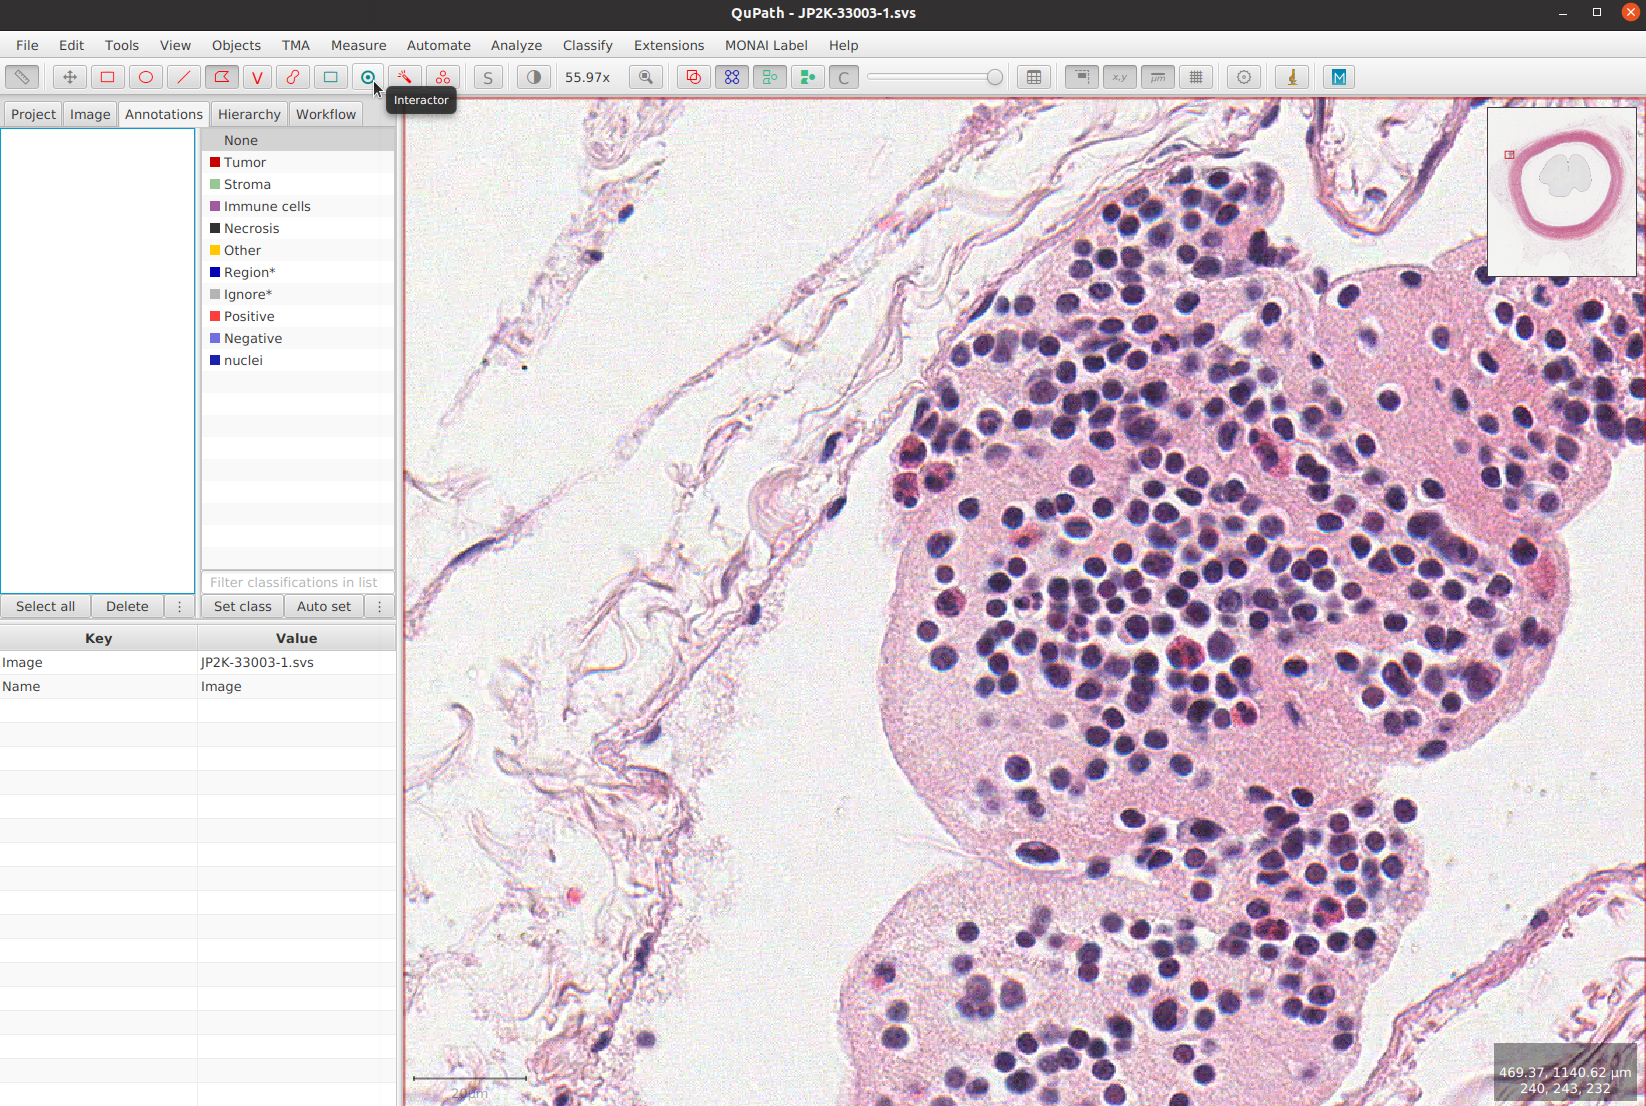 QuPath - JP2K-33003-1.svs
File Edit Tools View Objects TMA Measure Automate Analyze Classify Extensions MONAI Label Help
V S 55.97x C x,y μm M
Interactor
Project Image Annotations Hierarchy Workflow
None
Tumor
Stroma
Immune cells
Necrosis
Other
Region*
Ignore*
Positive
Negative
nuclei
Filter classifications in list
Select all Delete ⋮ Set class Auto set ⋮
Key Value
Image JP2K-33003-1.svs
Name Image
20μm
469.37, 1140.62 μm
240, 243, 232